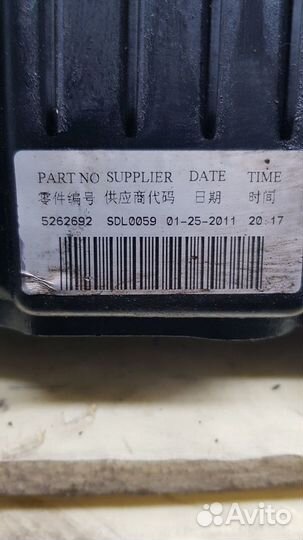 PART NO SUPPLIER DATE TIME
零件编号 供应商代码 日期 时间
5262692 SDL0059 01-25-2011 20:17
Avito